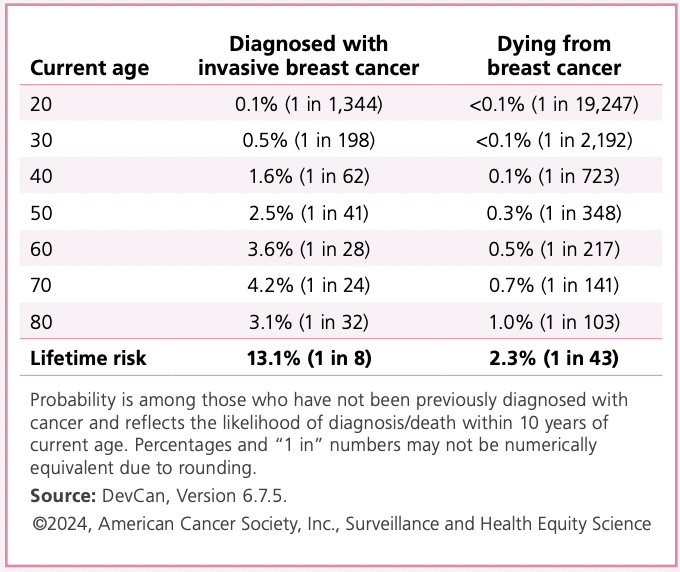 Current age Diagnosed with invasive breast cancer Dying from breast cancer
20 0.1% (1 in 1,344) <0.1% (1 in 19,247)
30 0.5% (1 in 198) <0.1% (1 in 2,192)
40 1.6% (1 in 62) 0.1% (1 in 723)
50 2.5% (1 in 41) 0.3% (1 in 348)
60 3.6% (1 in 28) 0.5% (1 in 217)
70 4.2% (1 in 24) 0.7% (1 in 141)
80 3.1% (1 in 32) 1.0% (1 in 103)
Lifetime risk 13.1% (1 in 8) 2.3% (1 in 43)
Probability is among those who have not been previously diagnosed with
cancer and reflects the likelihood of diagnosis/death within 10 years of
current age. Percentages and “1 in” numbers may not be numerically
equivalent due to rounding.
Source: DevCan, Version 6.7.5.
©2024, American Cancer Society, Inc., Surveillance and Health Equity Science